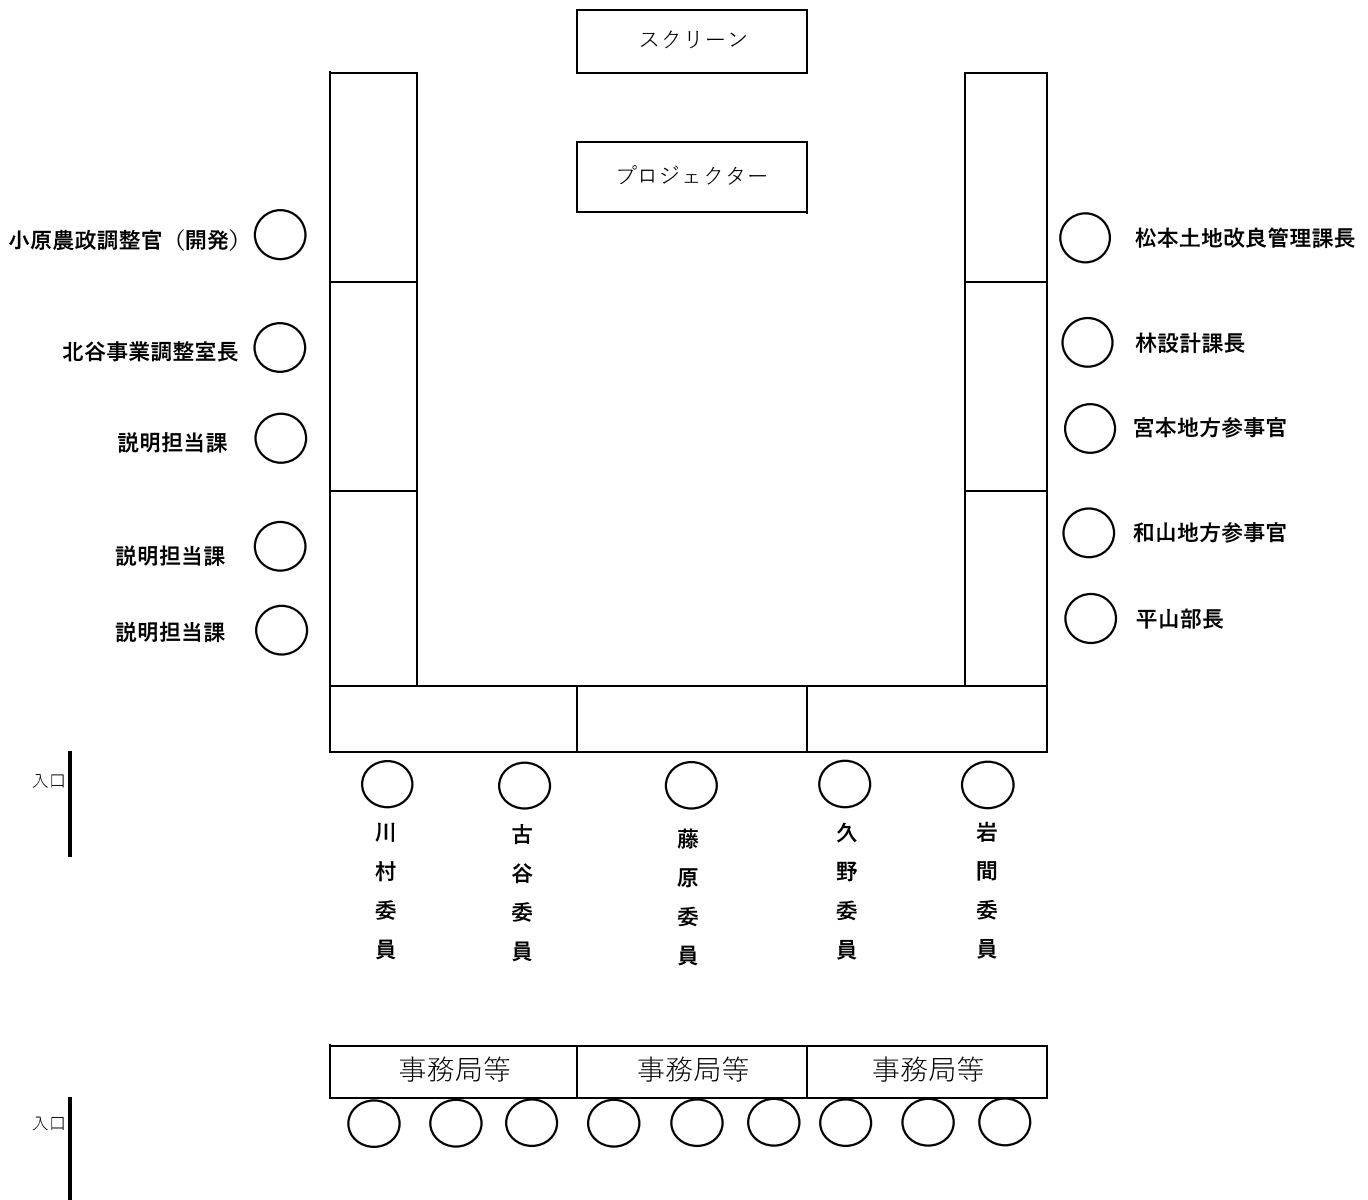 スクリーン
プロジェクター
小原農政調整官（開発）
北谷事業調整室長
説明担当課
説明担当課
説明担当課
松本土地改良管理課長
林設計課長
宮本地方参事官
和山地方参事官
平山部長
入口
川村委員
古谷委員
藤原委員
久野委員
岩間委員
事務局等
事務局等
事務局等
入口